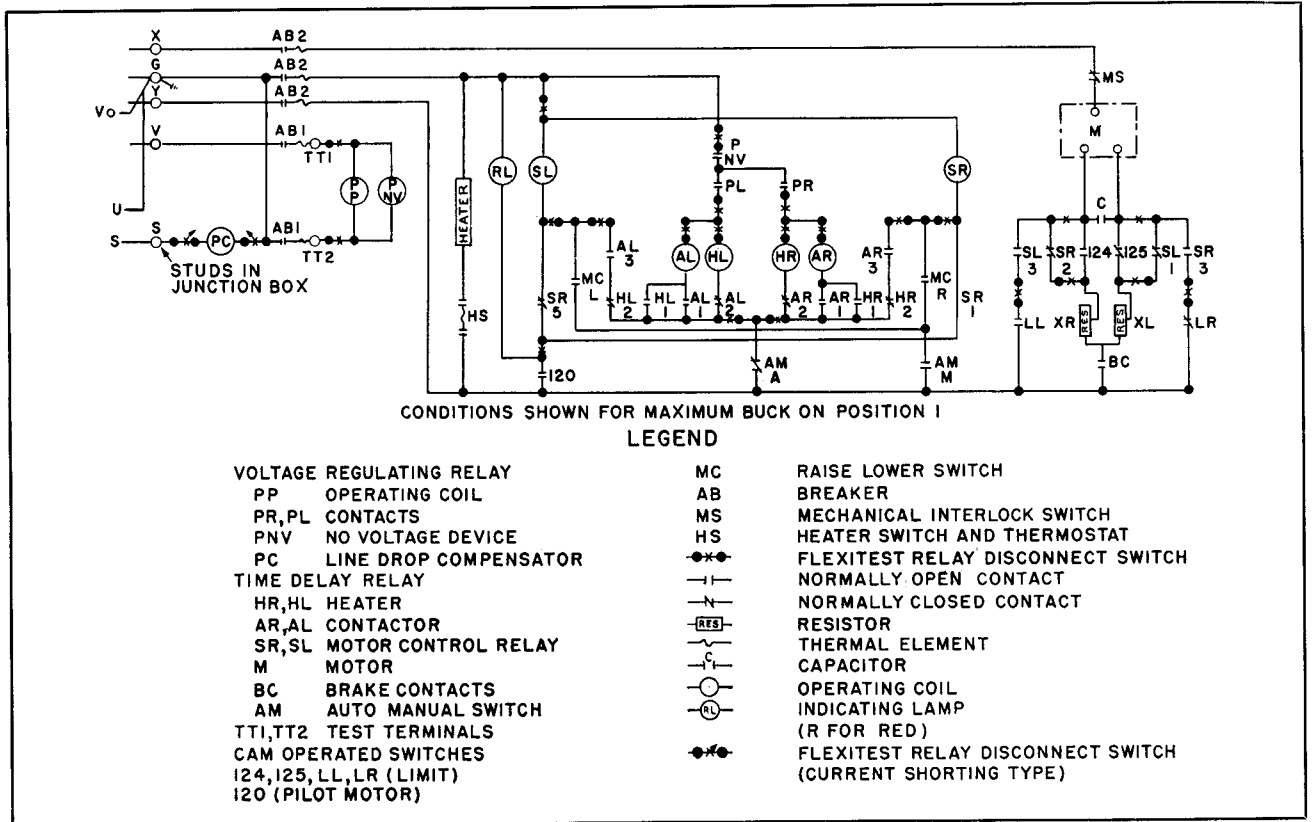 X
AB2
G
AB2
AB2
Y
V
V
AB1
TT1
U
P
P
P
NV
S
S
PC
AB1
TT2
STUDS IN
JUNCTION BOX
HEATER
HS
RL
SL
P
NV
PL
PR
SR
MS
M
C
AL
3
AL
HL
HR
AR
AR
3
MC
L
MC
R
SR
5
HL
2
HL
1
AL
1
AL
2
AR
2
AR
1
HR
1
HR
2
SR
1
120
AM
A
AM
M
SL
3
SR
2
124
125
SL
1
SR
3
LL
XR
RES
RES
XL
LR
BC
CONDITIONS SHOWN FOR MAXIMUM BUCK ON POSITION 1
LEGEND
VOLTAGE REGULATING RELAY
PP OPERATING COIL
PR,PL CONTACTS
PNV NO VOLTAGE DEVICE
PC LINE DROP COMPENSATOR
TIME DELAY RELAY
HR,HL HEATER
AR,AL CONTACTOR
SR,SL MOTOR CONTROL RELAY
M MOTOR
BC BRAKE CONTACTS
AM AUTO MANUAL SWITCH
TT1,TT2 TEST TERMINALS
CAM OPERATED SWITCHES
124,125,LL,LR (LIMIT)
120 (PILOT MOTOR)
MC RAISE LOWER SWITCH
AB BREAKER
MS MECHANICAL INTERLOCK SWITCH
HS HEATER SWITCH AND THERMOSTAT
FLEXITEST RELAY DISCONNECT SWITCH
NORMALLY OPEN CONTACT
NORMALLY CLOSED CONTACT
RES RESISTOR
THERMAL ELEMENT
C CAPACITOR
OPERATING COIL
RL INDICATING LAMP
(R FOR RED)
FLEXITEST RELAY DISCONNECT SWITCH
(CURRENT SHORTING TYPE)